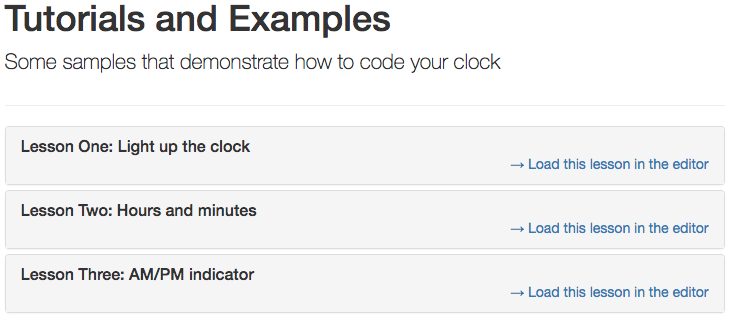 Tutorials and Examples
Some samples that demonstrate how to code your clock
Lesson One: Light up the clock
→ Load this lesson in the editor
Lesson Two: Hours and minutes
→ Load this lesson in the editor
Lesson Three: AM/PM indicator
→ Load this lesson in the editor